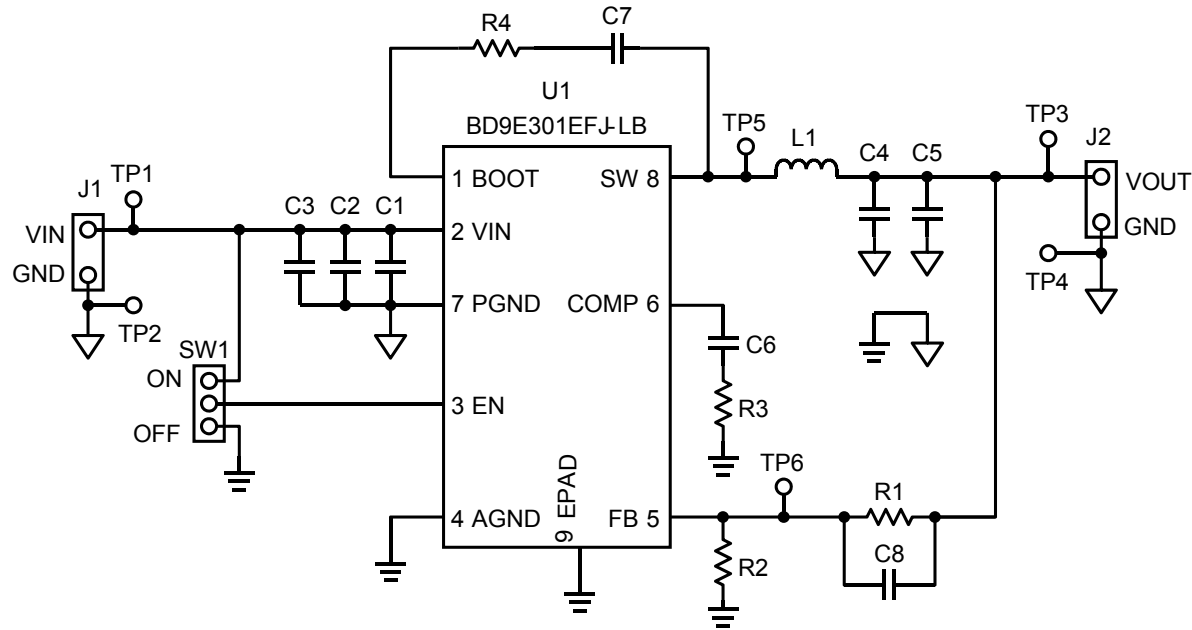 R4
C7
U1
BD9E301EFJ-LB
TP5
L1
C4
C5
TP3
J2
J1
TP1
C3
C2
C1
1 BOOT
SW 8
VOUT
VIN
2 VIN
GND
GND
TP2
7 PGND
COMP 6
TP4
SW1
C6
ON
3 EN
R3
OFF
TP6
R1
4 AGND
9 EPAD
FB 5
R2
C8